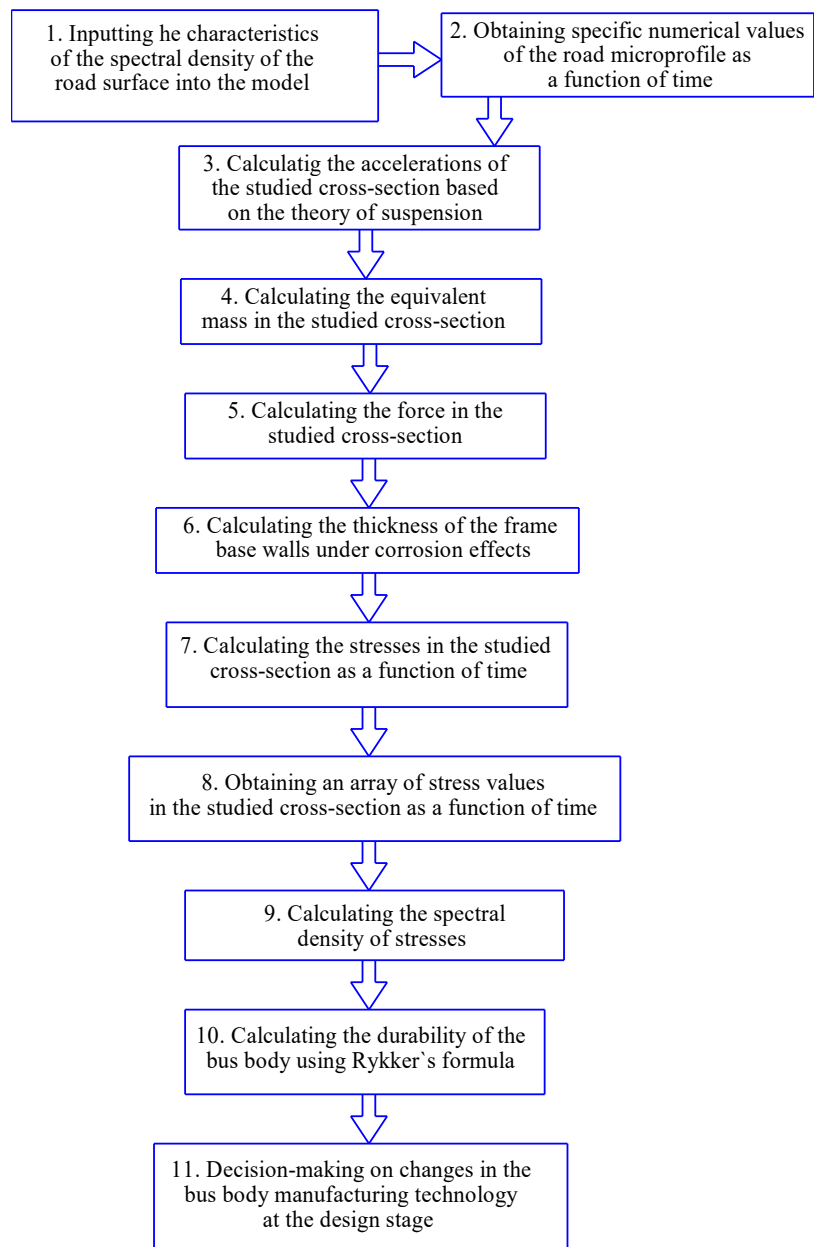 1. Inputting he characteristics
of the spectral density of the
road surface into the model
2. Obtaining specific numerical values
of the road microprofile as
a function of time
3. Calculatig the accelerations of
the studied cross-section based
on the theory of suspension
4. Calculating the equivalent
mass in the studied cross-section
5. Calculating the force in the
studied cross-section
6. Calculating the thickness of the frame
base walls under corrosion effects
7. Calculating the stresses in the studied
cross-section as a function of time
8. Obtaining an array of stress values
in the studied cross-section as a function of time
9. Calculating the spectral
density of stresses
10. Calculating the durability of the
bus body using Rykker`s formula
11. Decision-making on changes in the
bus body manufacturing technology
at the design stage